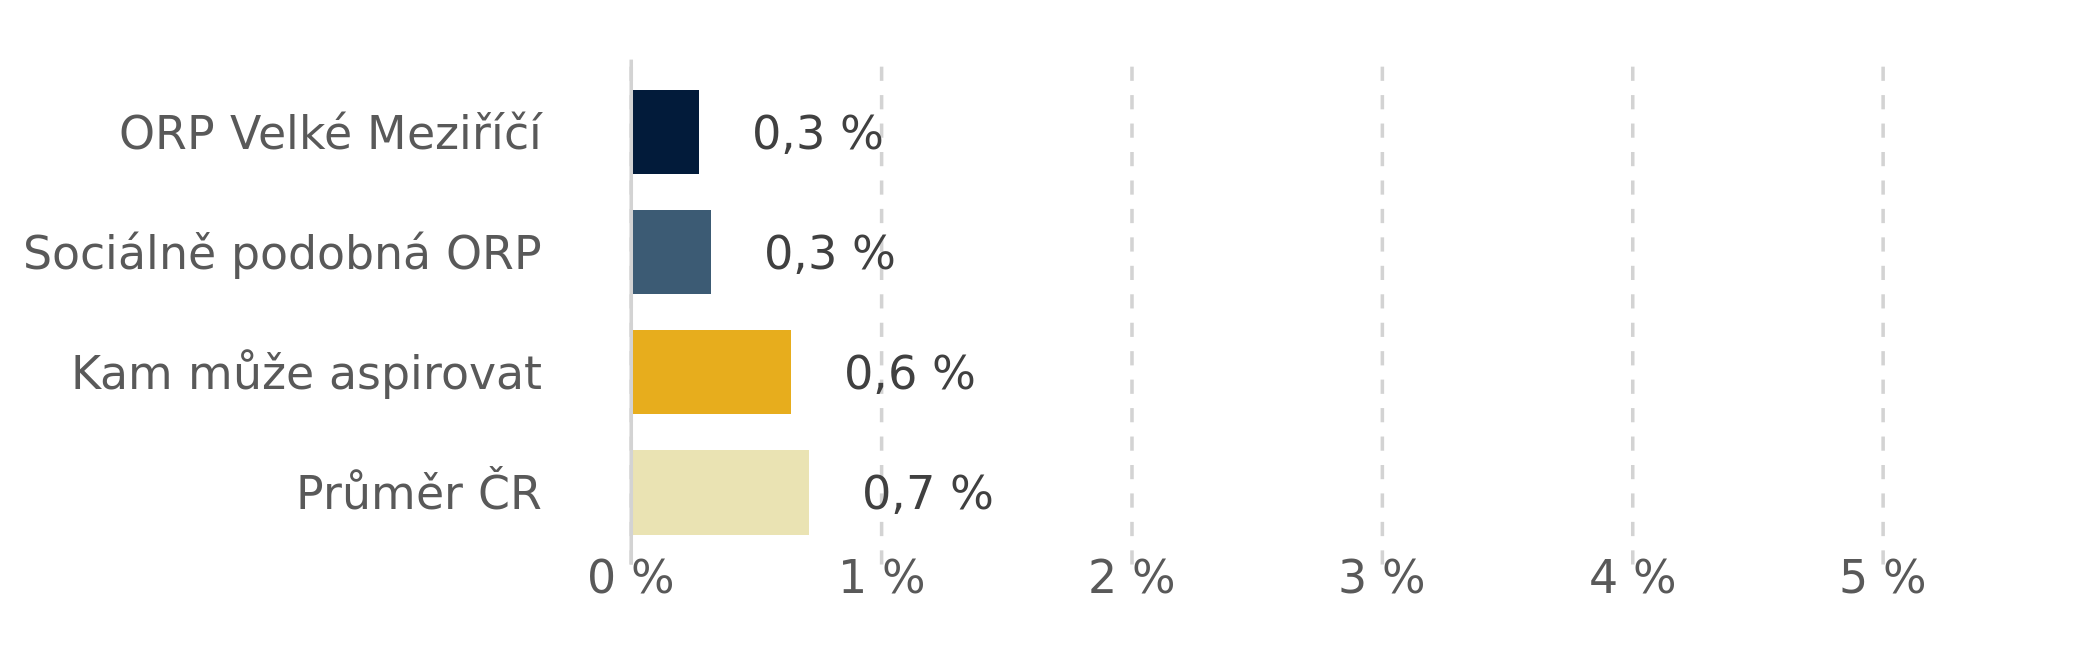 ORP Velké Meziříčí 0,3 %
Sociálně podobná ORP 0,3 %
Kam může aspirovat 0,6 %
Průměr ČR 0,7 %
0 % 1 % 2 % 3 % 4 % 5 %